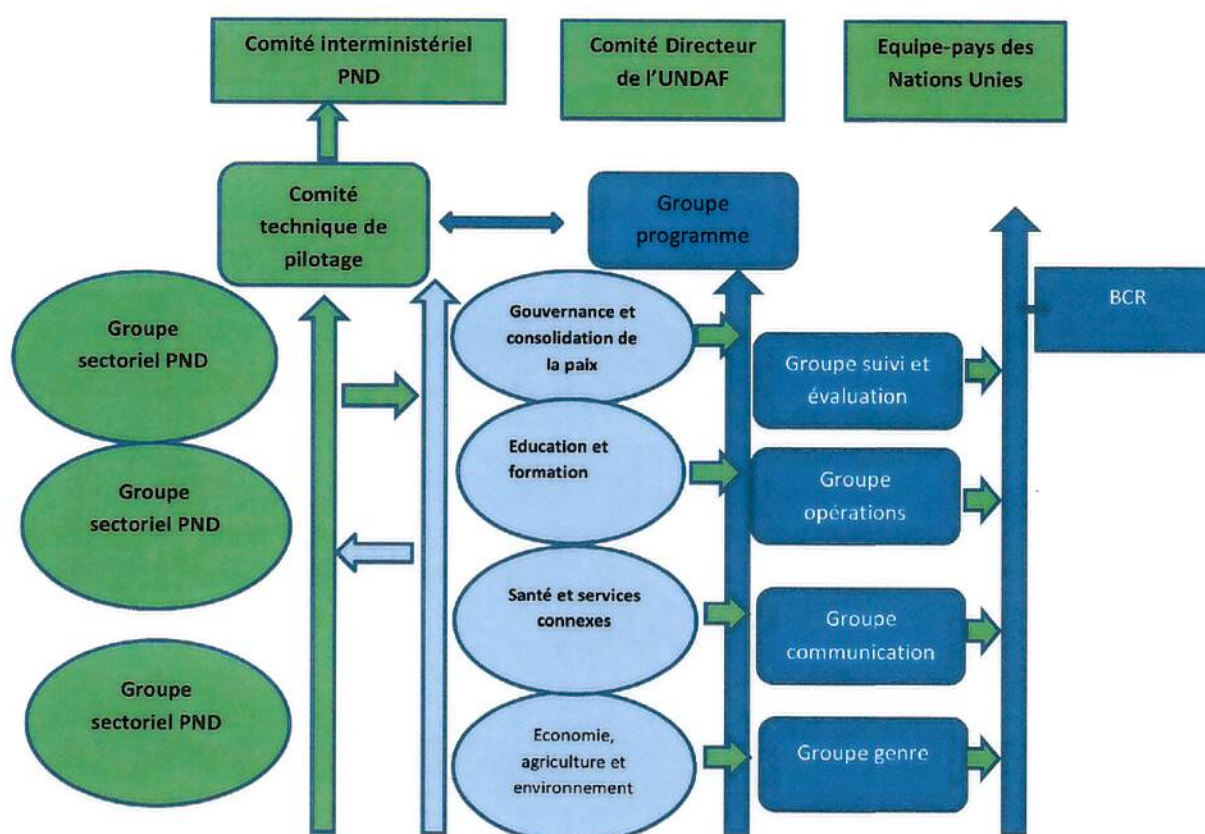 Comité interministériel
PND
Comité Directeur
de l'UNDAF
Equipe-pays des
Nations Unies
Comité
technique de
pilotage
Groupe
programme
Groupe
sectoriel PND
Groupe
sectoriel PND
Groupe
sectoriel PND
Gouvernance et
consolidation de
la paix
Education et
formation
Santé et services
connexes
Economie,
agriculture et
environnement
Groupe suivi et
évaluation
Groupe
opérations
Groupe
communication
Groupe genre
BCR